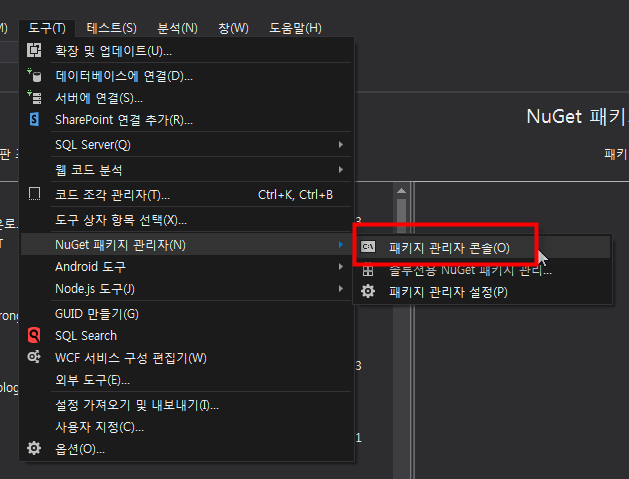 M) 도구(T) 테스트(S) 분석(N) 창(W) 도움말(H)
확장 및 업데이트(U)...
데이터베이스에 연결(D)...
서버에 연결(S)...
SharePoint 연결 추가(R)...
SQL Server(Q)
웹 코드 분석
코드 조각 관리자(T)... Ctrl+K, Ctrl+B
도구 상자 항목 선택(X)...
NuGet 패키지 관리자(N)
Android 도구
Node.js 도구(J)
GUID 만들기(G)
SQL Search
WCF 서비스 구성 편집기(W)
외부 도구(E)...
설정 가져오기 및 내보내기(I)...
사용자 지정(C)...
옵션(O)...
패키지 관리자 콘솔(O)
솔루션용 NuGet 패키지 관리...
패키지 관리자 설정(P)
NuGet 패키지
패키
판
은로.
T
rong
olog
3
3
1